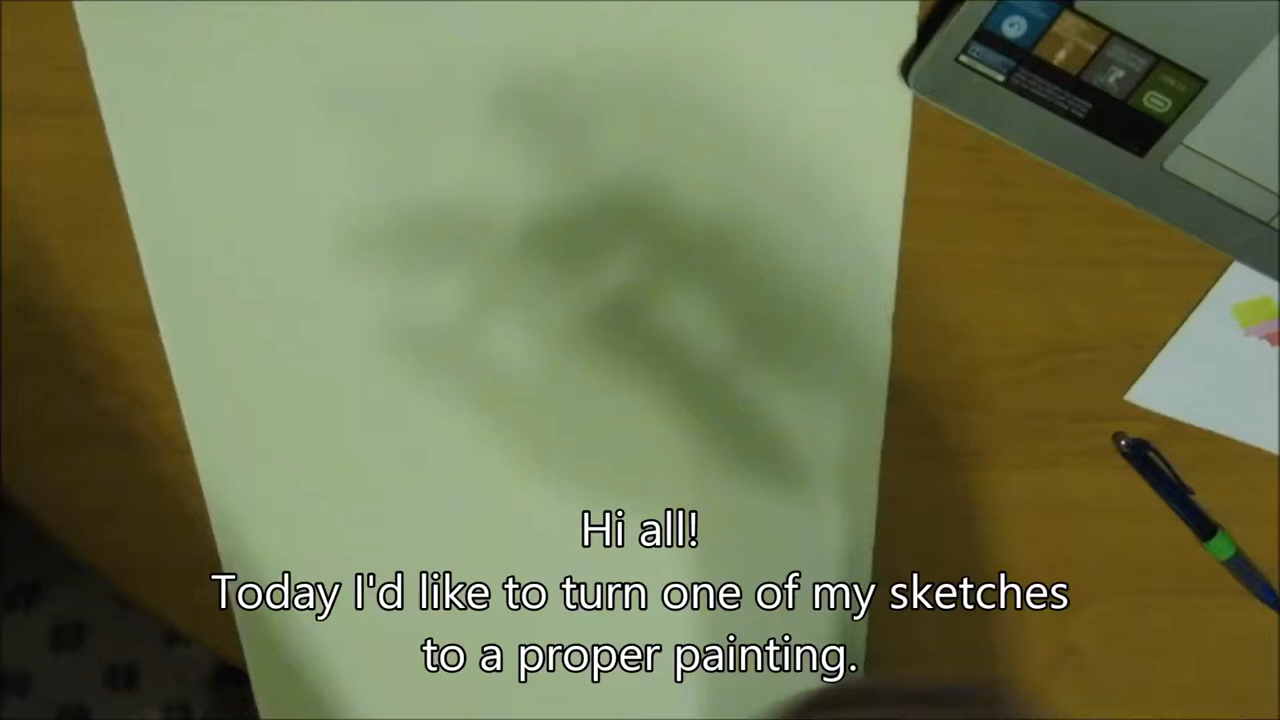 Hi all!
Today I'd like to turn one of my sketches
to a proper painting.